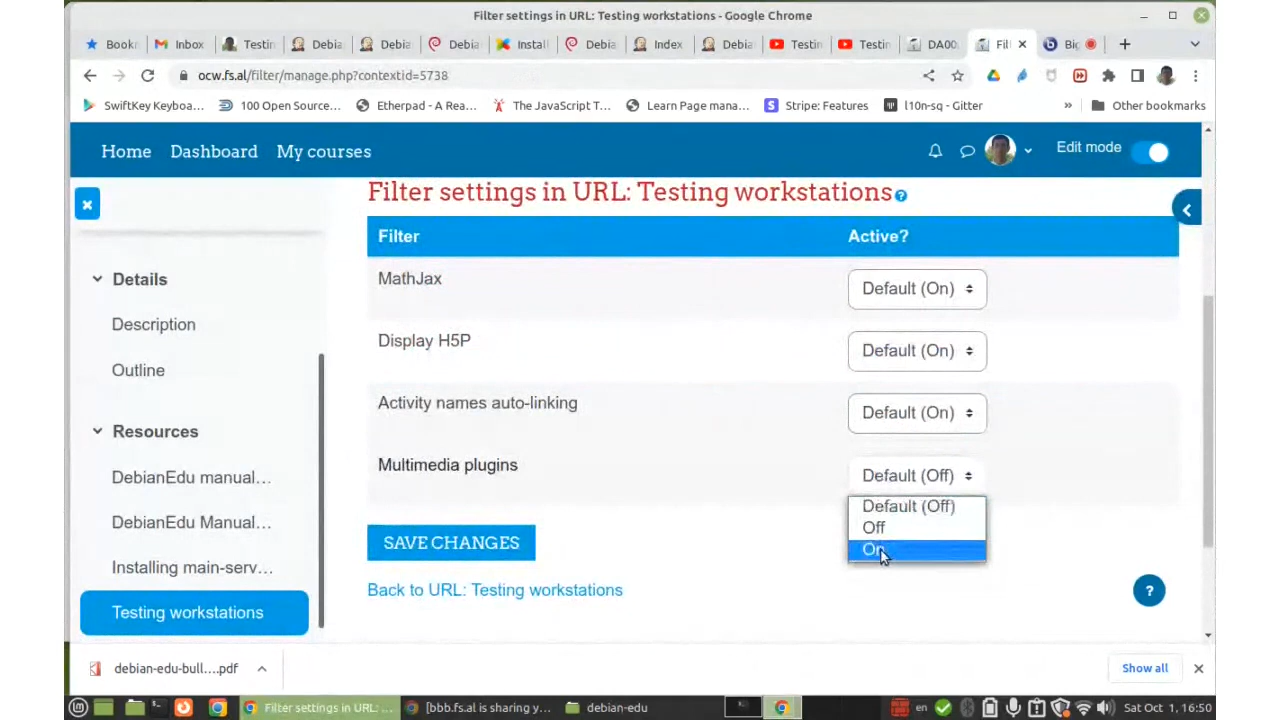 Filter settings in URL: Testing workstations - Google Chrome
Bookr
Inbox
Testin
Debia
Debia
Debia
Install
Debia
Index
Debia
Testin
Testin
DA00.
Filt
Big
ocw.fs.al/filter/manage.php?contextid=5738
SwiftKey Keyboa...
100 Open Source...
Etherpad - A Rea...
The JavaScript T...
Learn Page mana...
Stripe: Features
l10n-sq - Gitter
»
Other bookmarks
Home
Dashboard
My courses
Edit mode
Filter settings in URL: Testing workstations
Filter
Active?
Details
Description
Outline
Resources
DebianEdu manual...
DebianEdu Manual...
Installing main-serv...
Testing workstations
MathJax
Default (On)
Display H5P
Default (On)
Activity names auto-linking
Default (On)
Multimedia plugins
Default (Off)
Default (Off)
Off
On
SAVE CHANGES
Back to URL: Testing workstations
?
debian-edu-bull....pdf
Show all
Filter settings in URL: ...
[bbb.fs.al is sharing y...
debian-edu
en
Sat Oct 1, 16:50